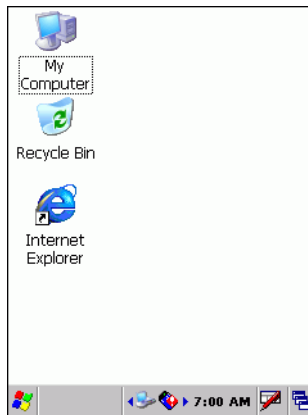 My
Computer
Recycle Bin
Internet
Explorer
7:00 AM